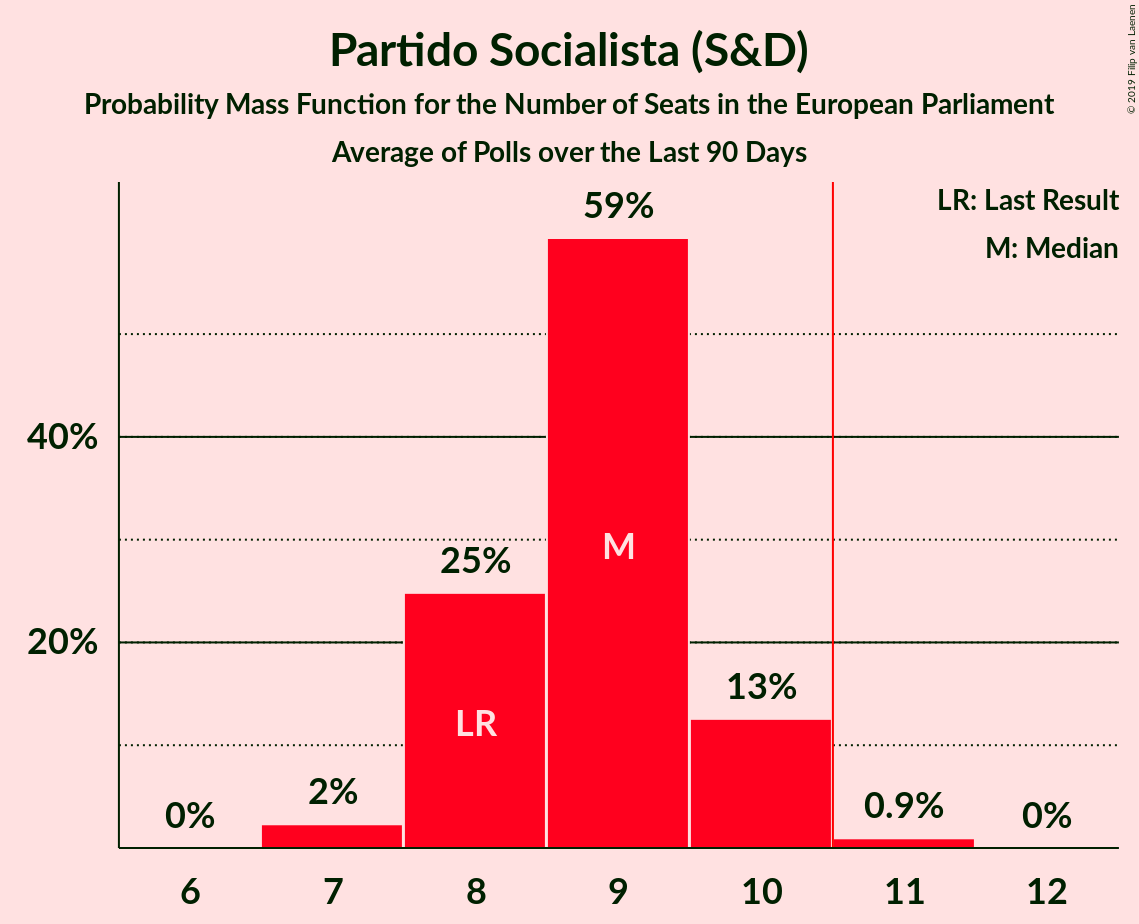 Partido Socialista (S&D)
Probability Mass Function for the Number of Seats in the European Parliament
Average of Polls over the Last 90 Days
© 2019 Filip van Laenen
LR: Last Result
M: Median
59%
40%
25%
M
20%
13%
LR
2%
0%
0.9%
0%
6 7 8 9 10 11 12